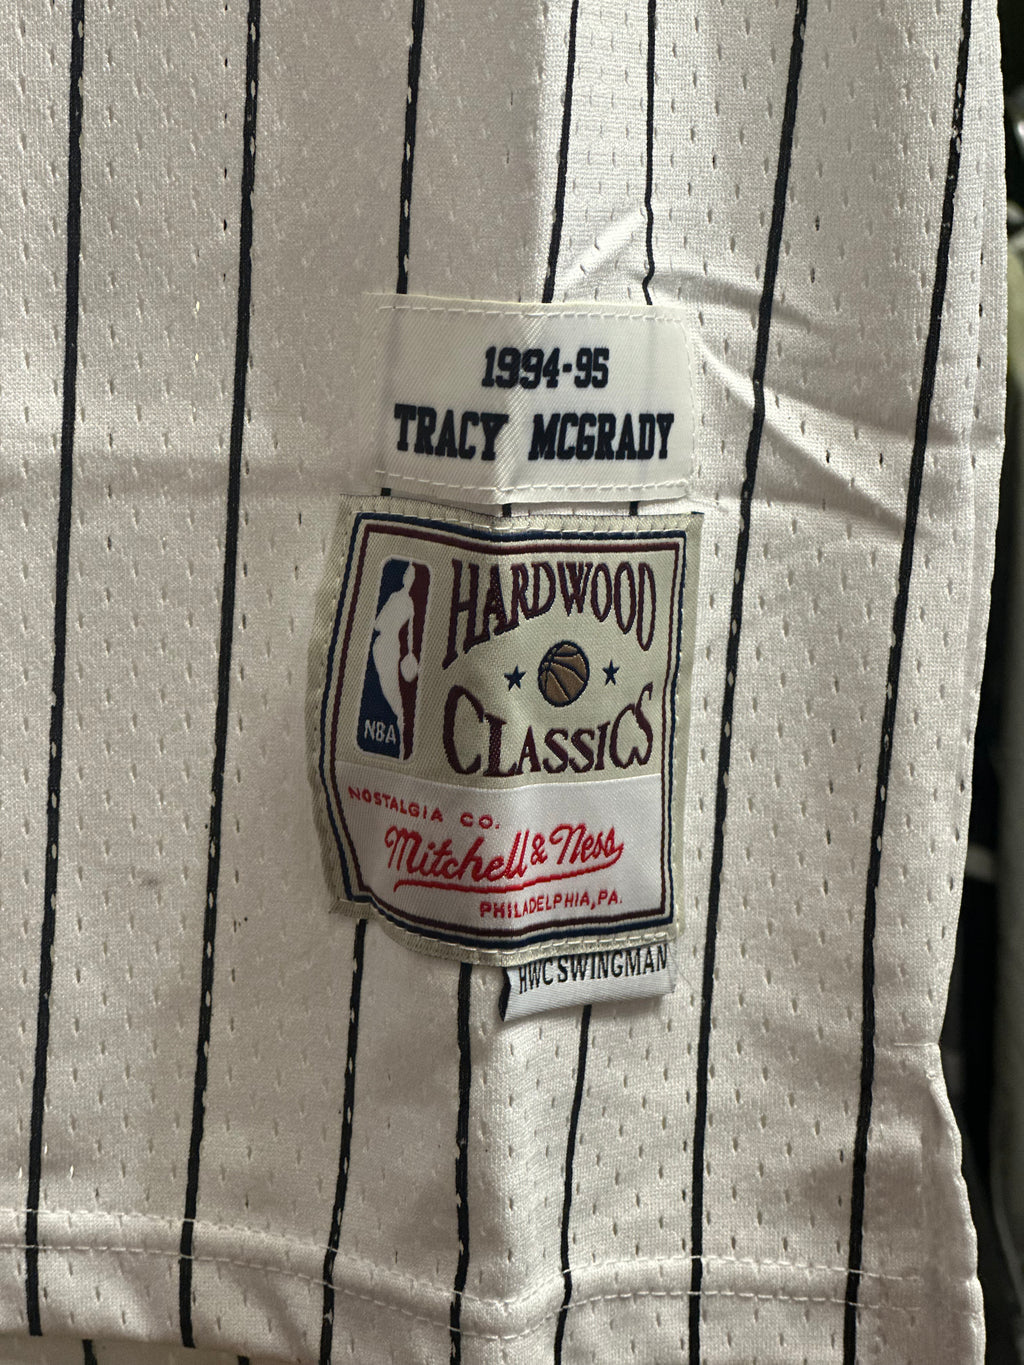 1994-95
TRACY MCGRADY
HARDWOOD
CLASSICS
NBA
NOSTALGIA CO.
Mitchell & Ness
PHILADELPHIA, PA.
HWC SWINGMAN